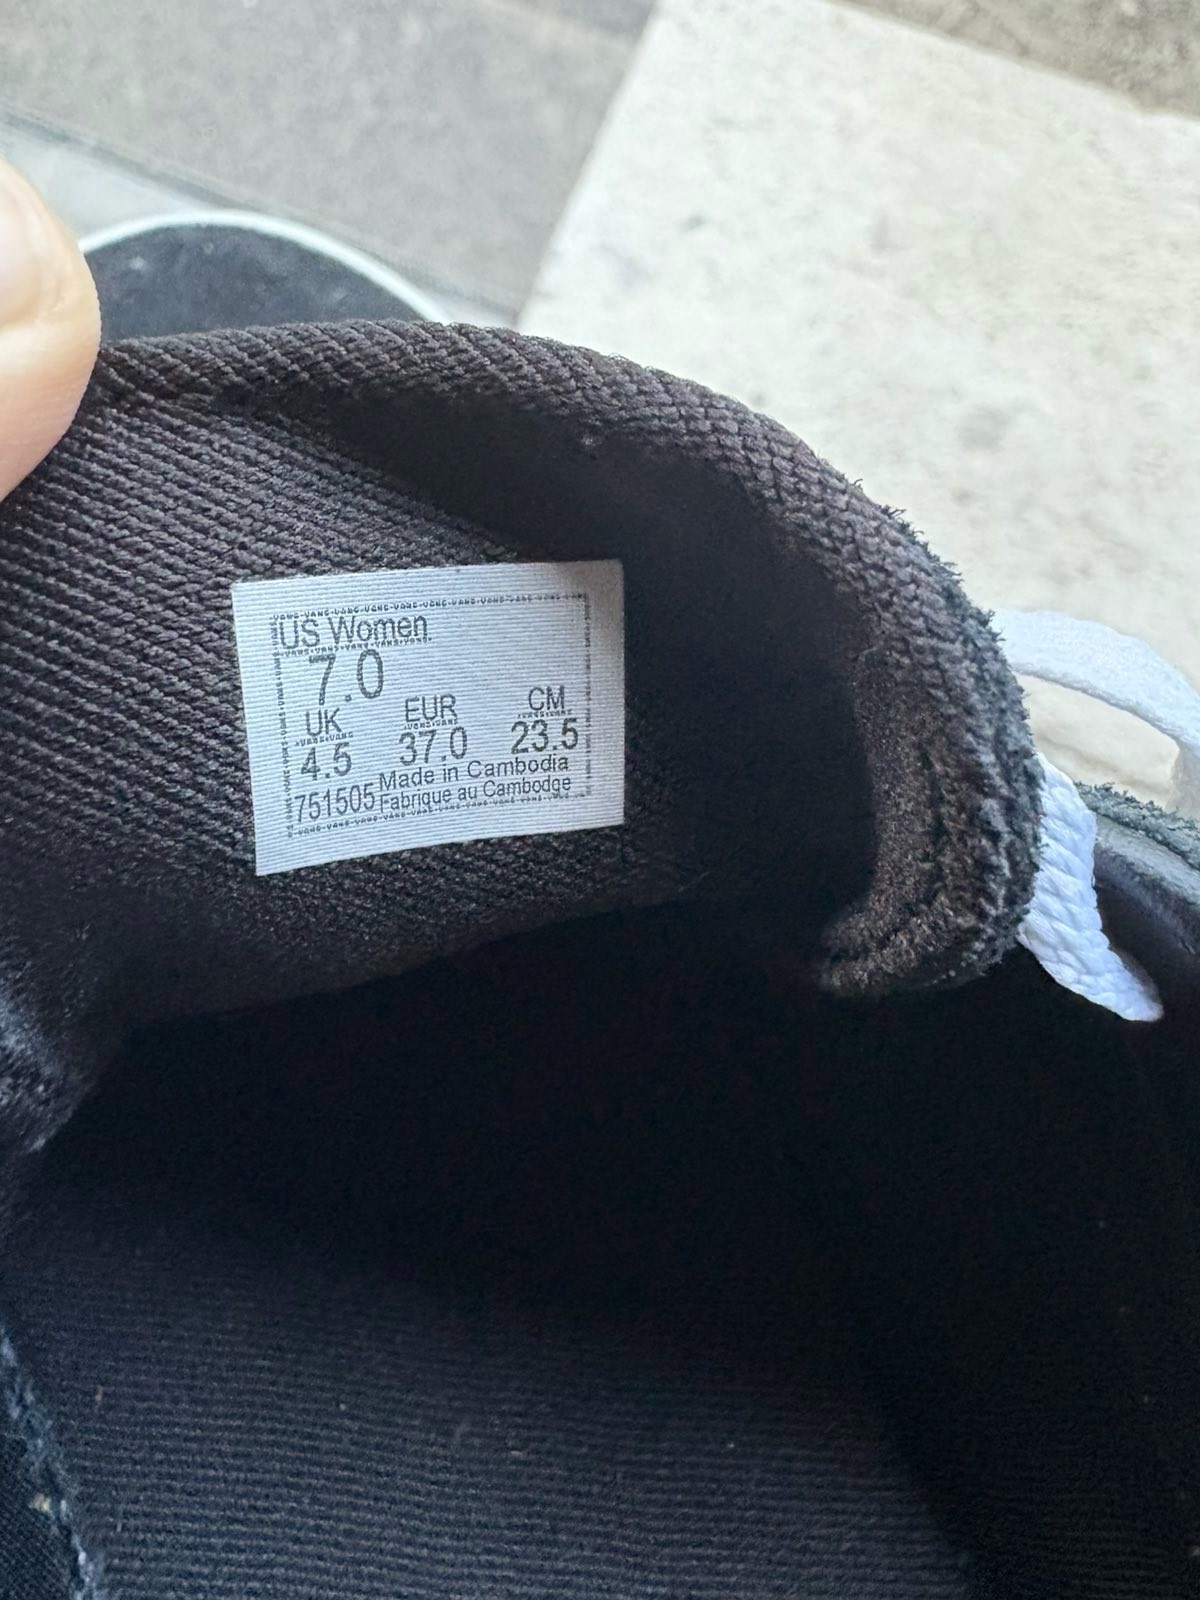 US Women
7.0
UK EUR CM
4.5 37.0 23.5
751505 Made in Cambodia
Fabrique au Cambodge